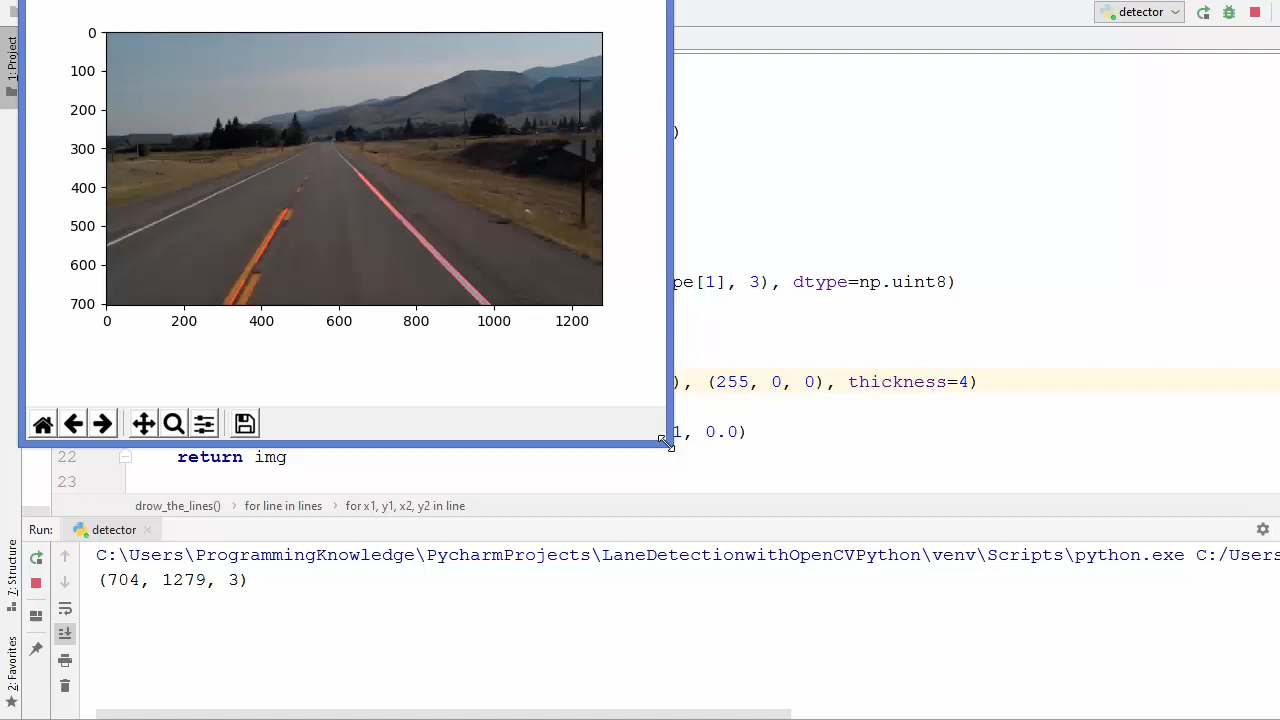 detector
1: Project
0
100
200
300
400
500
600
700
0 200 400 600 800 1000 1200
)
pe[1], 3), dtype=np.uint8)
), (255, 0, 0), thickness=4)
1, 0.0)
22 return img
23
drow_the_lines() for line in lines for x1, y1, x2, y2 in line
Run: detector
C:\Users\ProgrammingKnowledge\PycharmProjects\LaneDetectionwithOpenCVPython\venv\Scripts\python.exe C:/Users
(704, 1279, 3)
7: Structure
2: Favorites